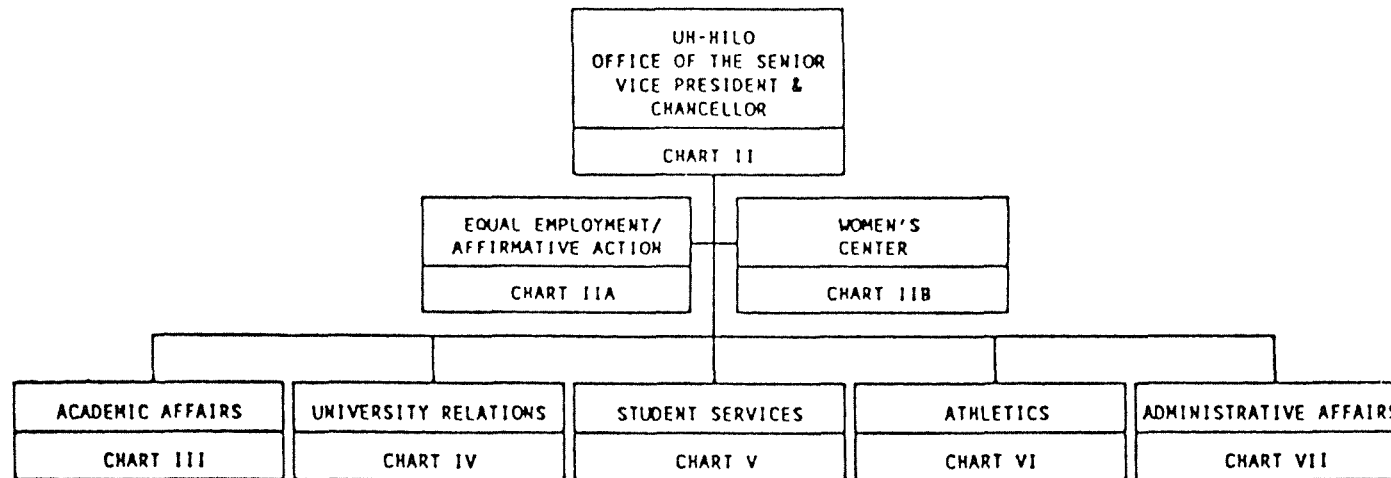 UH-HILO
OFFICE OF THE SENIOR
VICE PRESIDENT &
CHANCELLOR
CHART II
EQUAL EMPLOYMENT/
AFFIRMATIVE ACTION
CHART IIA
WOMEN'S
CENTER
CHART IIB
ACADEMIC AFFAIRS
CHART III
UNIVERSITY RELATIONS
CHART IV
STUDENT SERVICES
CHART V
ATHLETICS
CHART VI
ADMINISTRATIVE AFFAIRS
CHART VII